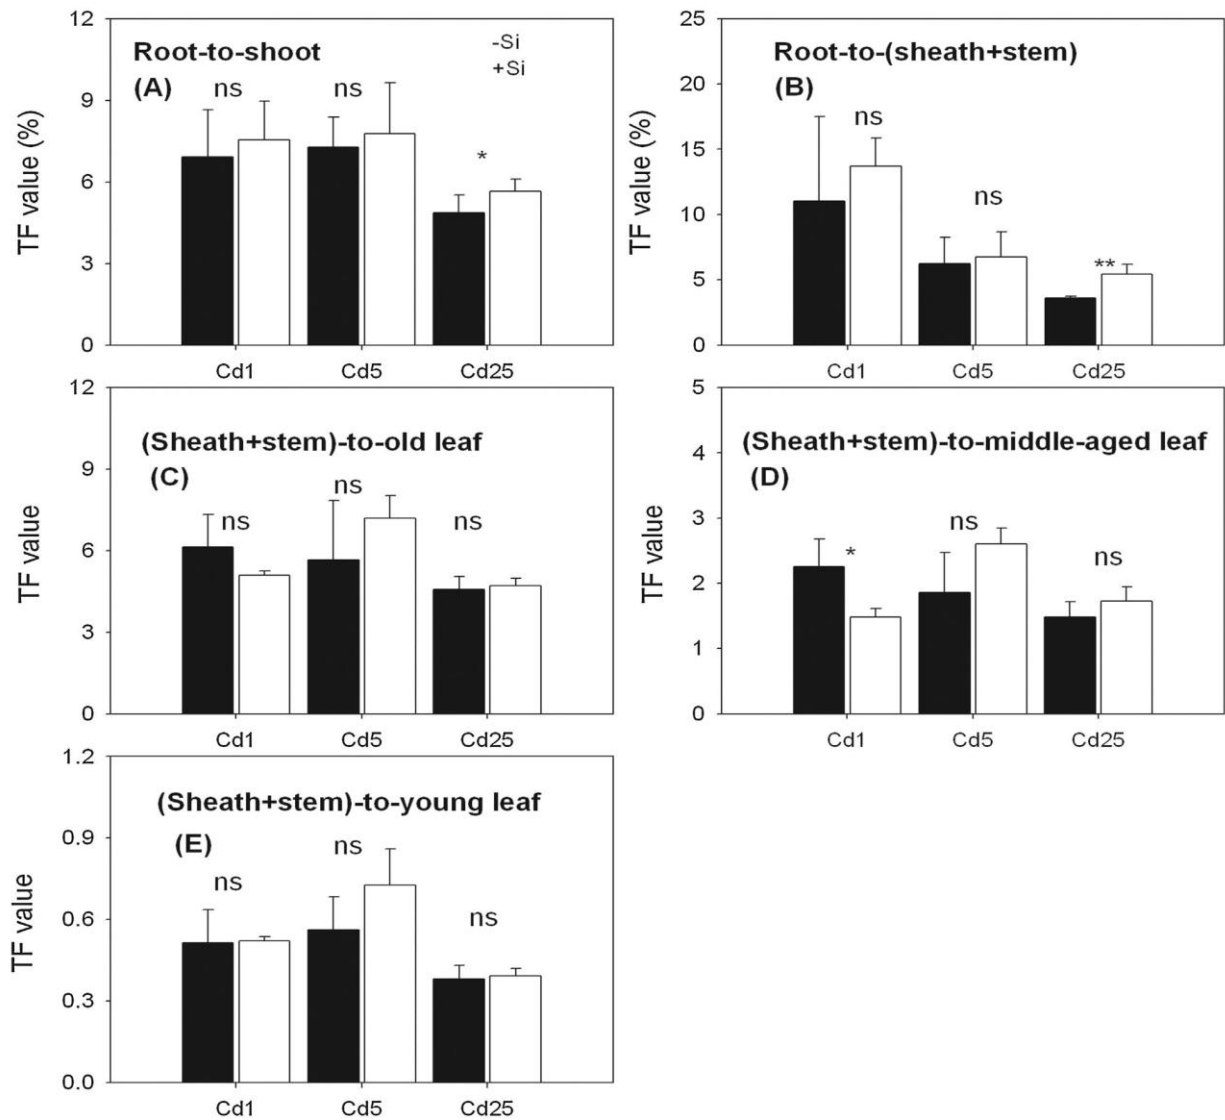 12
Root-to-shoot
-Si
(A)
+Si
ns
ns
9
TF value (%)
*
6
3
0
Cd1
Cd5
Cd25
25
Root-to-(sheath+stem)
(B)
20
ns
15
TF value (%)
ns
10
**
5
0
Cd1
Cd5
Cd25
12
(Sheath+stem)-to-old leaf
(C)
9
ns
ns
ns
TF value
6
3
0
Cd1
Cd5
Cd25
5
(Sheath+stem)-to-middle-aged leaf
4
(D)
3
ns
*
ns
TF value
2
1
0
Cd1
Cd5
Cd25
1.2
(Sheath+stem)-to-young leaf
0.9
(E)
ns
ns
ns
TF value
0.6
0.3
0.0
Cd1
Cd5
Cd25